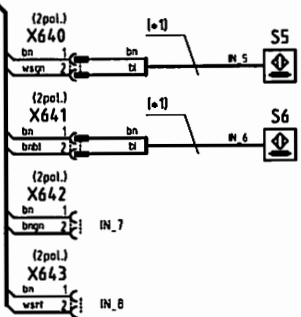 (2pol.) [∗1) S5
X640
bn 1 bn IN_5
wsgn 2 bl
(2pol.) [∗1) S6
X641
bn 1 bn IN_6
bnbl 2 bl
(2pol.)
X642
bn 1
bngn 2 IN_7
(2pol.)
X643
bn 1
wsrt 2 IN_8